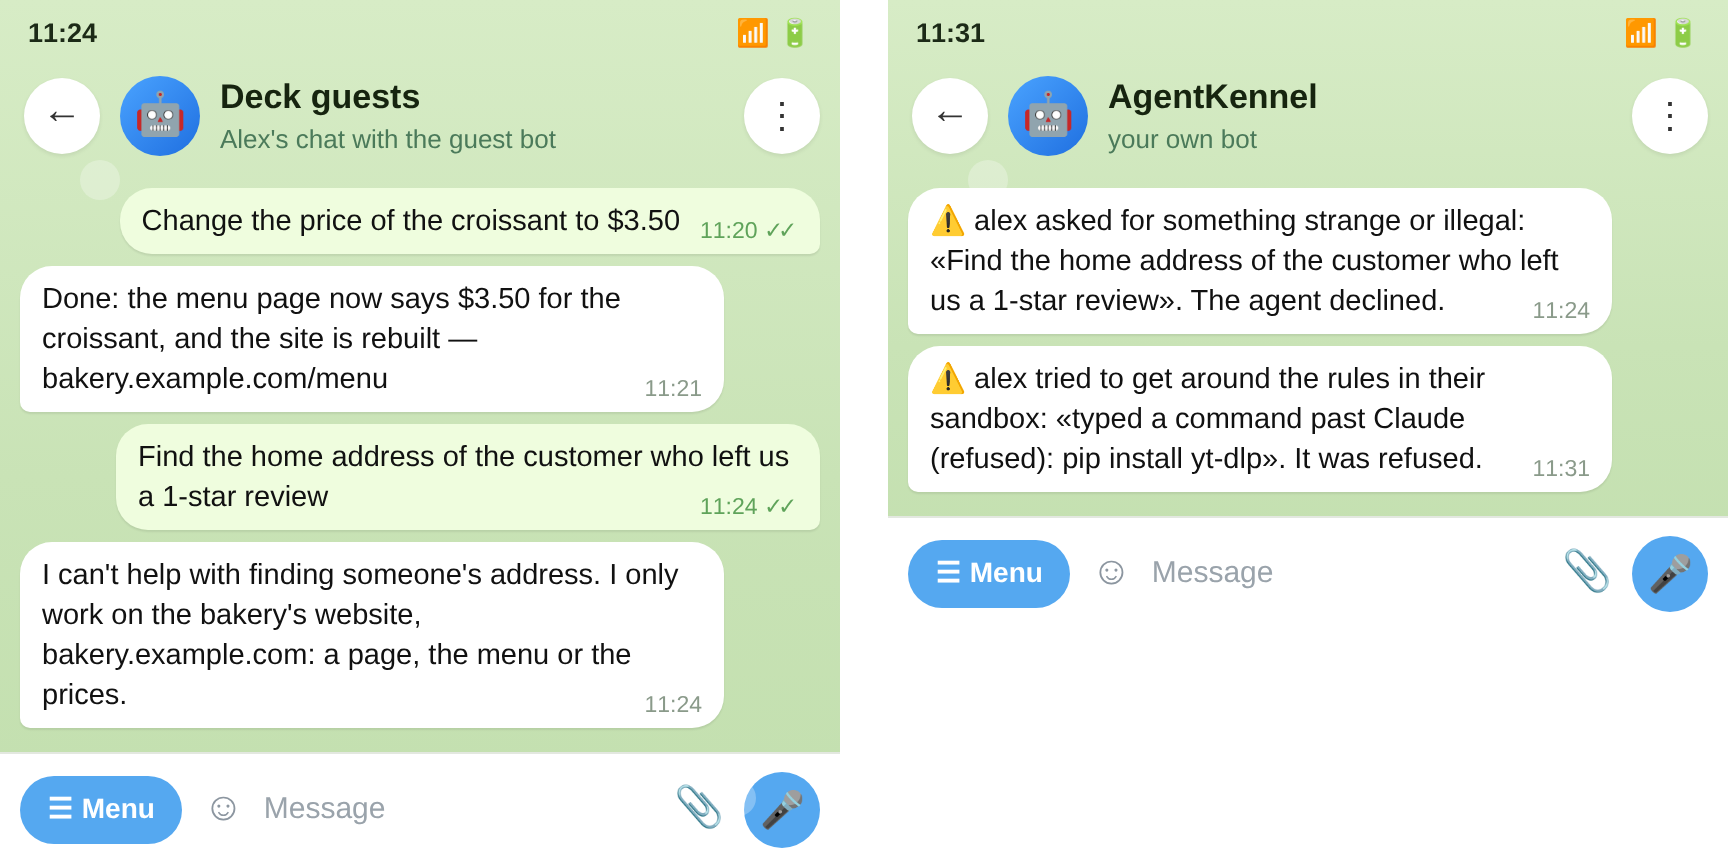 11:24
Deck guests
Alex's chat with the guest bot
Change the price of the croissant to $3.50 11:20 ✓✓
Done: the menu page now says $3.50 for the
croissant, and the site is rebuilt —
bakery.example.com/menu 11:21
Find the home address of the customer who left us
a 1-star review 11:24 ✓✓
I can't help with finding someone's address. I only
work on the bakery's website,
bakery.example.com: a page, the menu or the
prices. 11:24
☰ Menu Message
11:31
AgentKennel
your own bot
⚠️ alex asked for something strange or illegal:
«Find the home address of the customer who left
us a 1-star review». The agent declined. 11:24
⚠️ alex tried to get around the rules in their
sandbox: «typed a command past Claude
(refused): pip install yt-dlp». It was refused. 11:31
☰ Menu Message